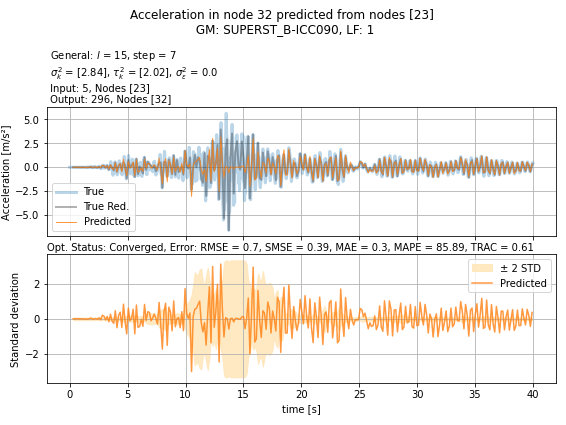 Acceleration in node 32 predicted from nodes [23]
GM: SUPERST_B-ICC090, LF: 1
General: l = 15, step = 7
σ²ₖ = [2.84], τ²ₖ = [2.02], σ²ε = 0.0
Input: 5, Nodes [23]
Output: 296, Nodes [32]
Acceleration [m/s²]
5.0
2.5
0.0
−2.5
−5.0
True
True Red.
Predicted
Opt. Status: Converged, Error: RMSE = 0.7, SMSE = 0.39, MAE = 0.3, MAPE = 85.89, TRAC = 0.61
Standard deviation
2
0
−2
± 2 STD
Predicted
0 5 10 15 20 25 30 35 40
time [s]